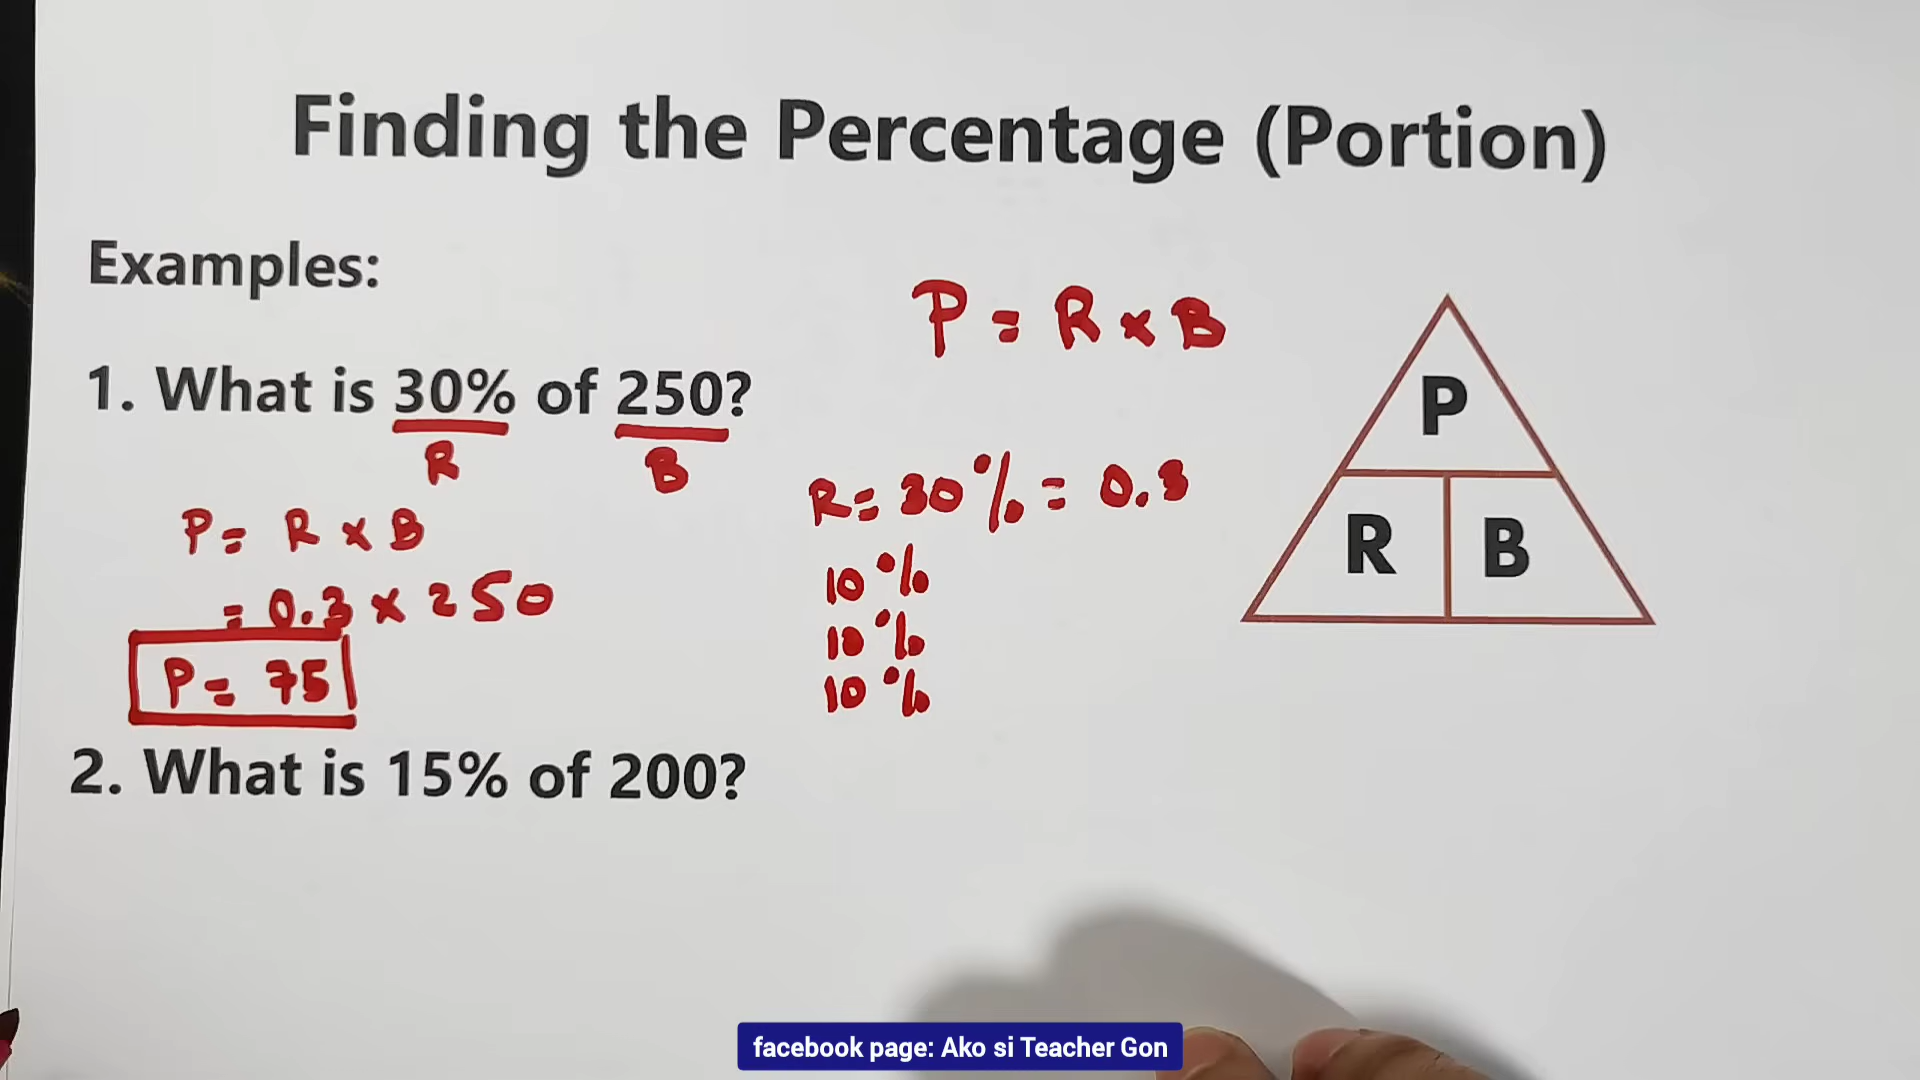 Finding the Percentage (Portion)
Examples:
P = R × B
1. What is 30% of 250?
R
B
P = R × B
= 0.3 × 250
P = 75
R = 30% = 0.3
10%
10%
10%
P
R B
2. What is 15% of 200?
facebook page: Ako si Teacher Gon